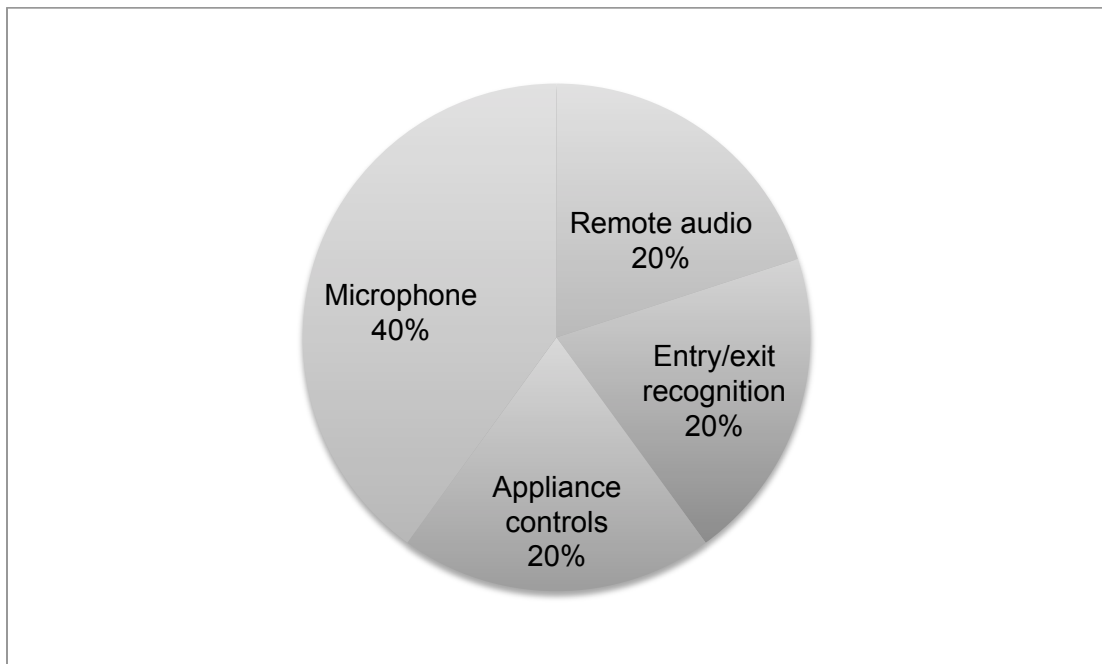 Remote audio
20%
Microphone
40%
Entry/exit
recognition
20%
Appliance
controls
20%